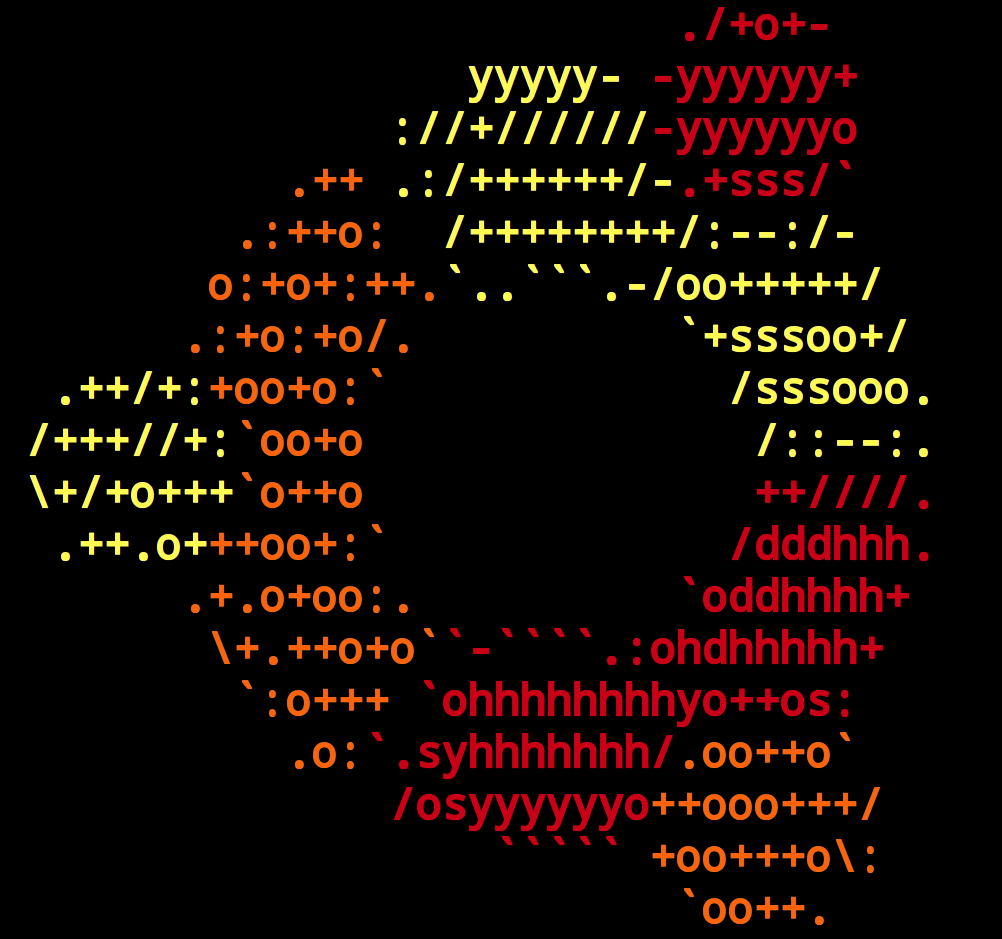 ./+o+-
                  yyyyy- -yyyyyy+
               ://+//////-yyyyyyo
           .++ .:/++++++/-.+sss/`
         .:++o:  /++++++++/:--:/-
        o:+o+:++.`..```.-/oo+++++/
       .:+o:+o/.          `+sssoo+/
  .++/+:+oo+o:`             /sssooo.
 /+++//+:`oo+o               /::--:.
 \+/+o+++`o++o               ++////.
  .++.o+++oo+:`             /dddhhh.
       .+.o+oo:.          `oddhhhh+
        \+.++o+o``-````.:ohdhhhhh+
         `:o+++ `ohhhhhhhhyo++os:
           .o:`.syhhhhhhh/.oo++o`
               /osyyyyyyo++ooo+++/
                   ````` +oo+++o\:
                          `oo++.